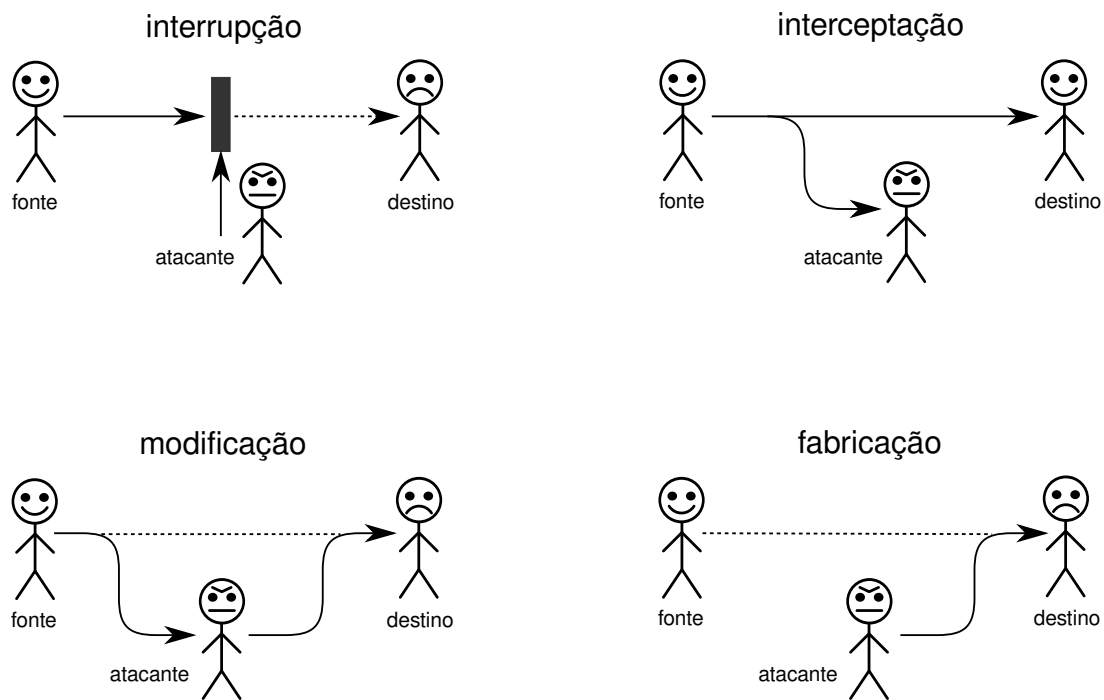 interrupção
fonte
destino
atacante
interceptação
fonte
destino
atacante
modificação
fonte
destino
atacante
fabricação
fonte
destino
atacante